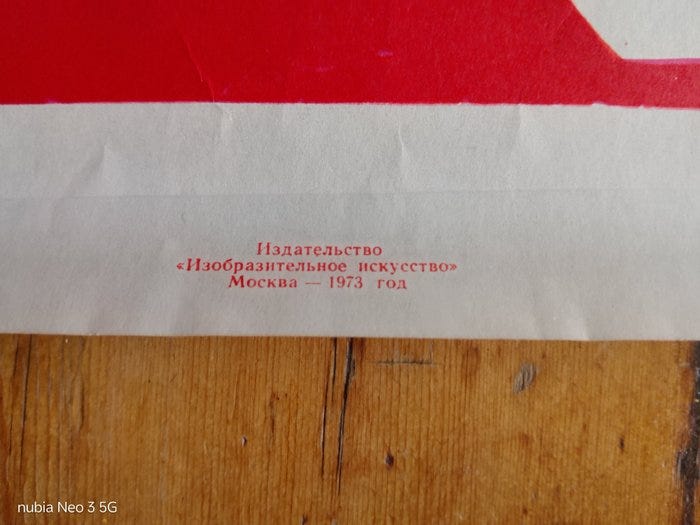 Издательство
«Изобразительное искусство»
Москва — 1973 год
nubia Neo 3 5G